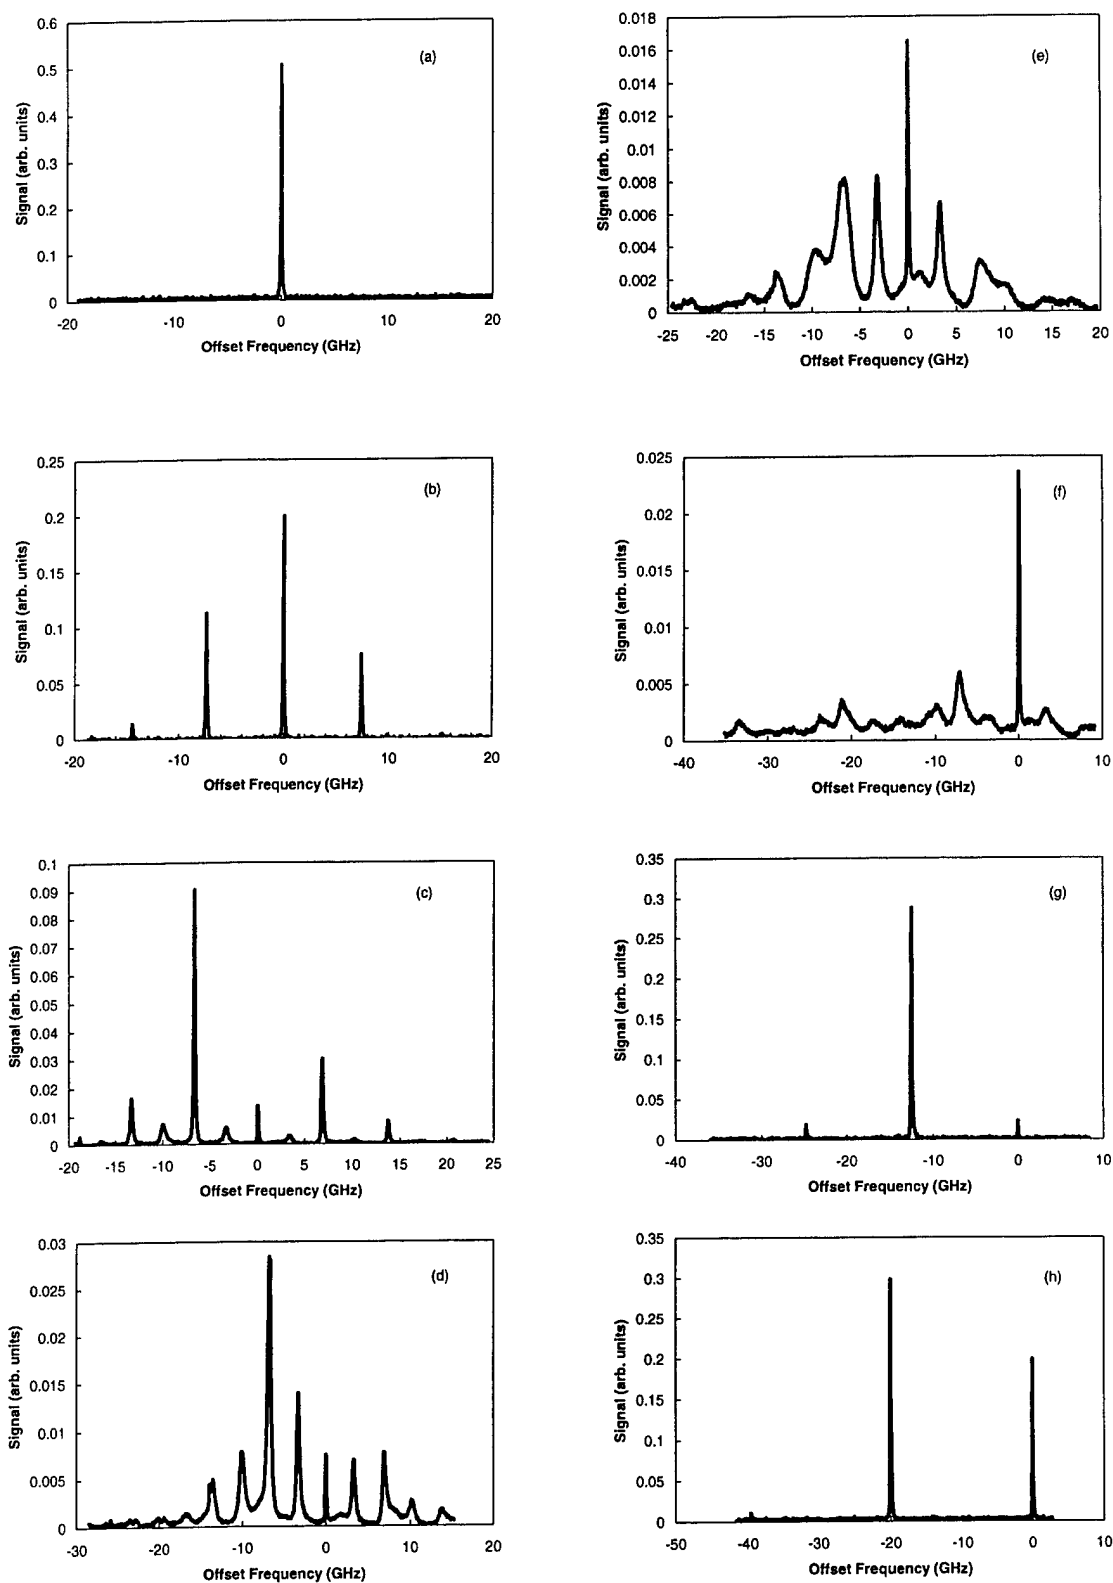 0.6
(a)
0.5
0.4
0.3
0.2
0.1
0
Signal (arb. units)
-20 -10 0 10 20
Offset Frequency (GHz)
0.25
(b)
0.2
0.15
0.1
0.05
0
Signal (arb. units)
-20 -10 0 10 20
Offset Frequency (GHz)
0.1
(c)
0.09
0.08
0.07
0.06
0.05
0.04
0.03
0.02
0.01
0
Signal (arb. units)
-20 -15 -10 -5 0 5 10 15 20 25
Offset Frequency (GHz)
0.03
(d)
0.025
0.02
0.015
0.01
0.005
0
Signal (arb. units)
-30 -20 -10 0 10 20
Offset Frequency (GHz)
0.018
(e)
0.016
0.014
0.012
0.01
0.008
0.006
0.004
0.002
0
Signal (arb. units)
-25 -20 -15 -10 -5 0 5 10 15 20
Offset Frequency (GHz)
0.025
(f)
0.02
0.015
0.01
0.005
0
Signal (arb. units)
-40 -30 -20 -10 0 10
Offset Frequency (GHz)
0.35
(g)
0.3
0.25
0.2
0.15
0.1
0.05
0
Signal (arb. units)
-40 -30 -20 -10 0 10
Offset Frequency (GHz)
0.35
(h)
0.3
0.25
0.2
0.15
0.1
0.05
0
Signal (arb. units)
-50 -40 -30 -20 -10 0 10
Offset Frequency (GHz)